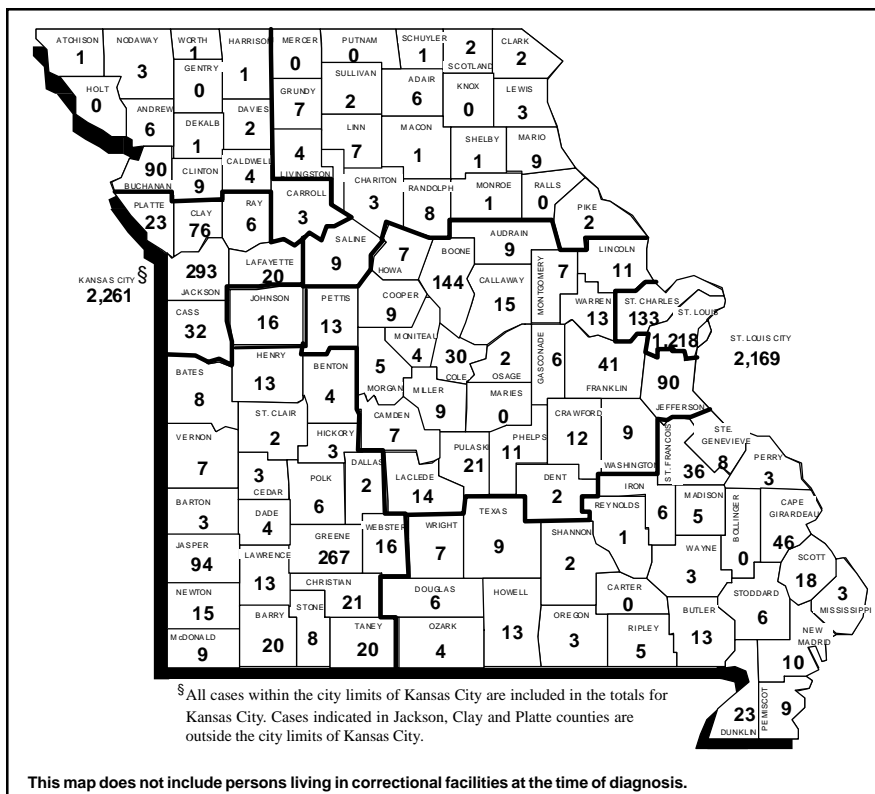 ATCHISON
1
NODAWAY
3
WORTH
1
HARRISON
1
MERCER
0
PUTNAM
0
SCHUYLER
1
2
SCOTLAND
CLARK
2
HOLT
0
GENTRY
0
ANDREW
6
DEKALB
1
DAVIES
2
GRUNDY
7
SULLIVAN
2
ADAIR
6
KNOX
0
LEWIS
3
90
BUCHANAN
CLINTON
9
CALDWELL
4
4
LIVINGSTON
LINN
7
MACON
1
SHELBY
1
MARIO
9
PLATTE
23
CLAY
76
RAY
6
CARROLL
3
CHARITON
3
RANDOLPH
8
MONROE
1
RALLS
0
PIKE
2
KANSAS CITY §
2,261
293
JACKSON
LAFAYETTE
20
SALINE
9
7
HOWA
BOONE
144
AUDRAIN
9
CALLAWAY
15
MONTGOMERY
7
LINCOLN
11
WARREN
13
ST. CHARLES
133
ST. LOUIS
1,218
ST. LOUIS CITY
2,169
CASS
32
JOHNSON
16
PETTIS
13
COOPER
9
MONITEAU
4
30
COLE
2
OSAGE
GASCONADE
6
41
FRANKLIN
90
JEFFERSON
BATES
8
HENRY
13
BENTON
4
5
MORGAN
MILLER
9
MARIES
0
ST. CLAIR
2
HICKORY
3
CAMDEN
7
PULASKI
21
PHELPS
11
CRAWFORD
12
9
WASHINGTON
ST. FRANCOIS
36
STE.
GENEVIEVE
8
PERRY
3
VERNON
7
3
CEDAR
POLK
6
DALLAS
2
LACLEDE
14
DENT
2
IRON
6
MADISON
5
BOLLINGER
0
CAPE
GIRARDEAU
46
BARTON
3
DADE
4
GREENE
267
WEBSTER
16
WRIGHT
7
TEXAS
9
SHANNON
2
REYNOLDS
1
WAYNE
3
SCOTT
18
3
MISSISSIPPI
JASPER
94
LAWRENCE
13
CHRISTIAN
21
DOUGLAS
6
HOWELL
13
CARTER
0
BUTLER
13
STODDARD
6
NEW
MADRID
10
NEWTON
15
McDONALD
9
BARRY
20
STONE
8
TANEY
20
OZARK
4
OREGON
3
RIPLEY
5
23
DUNKLIN
PEMISCOT
9
§ All cases within the city limits of Kansas City are included in the totals for
Kansas City. Cases indicated in Jackson, Clay and Platte counties are
outside the city limits of Kansas City.
This map does not include persons living in correctional facilities at the time of diagnosis.